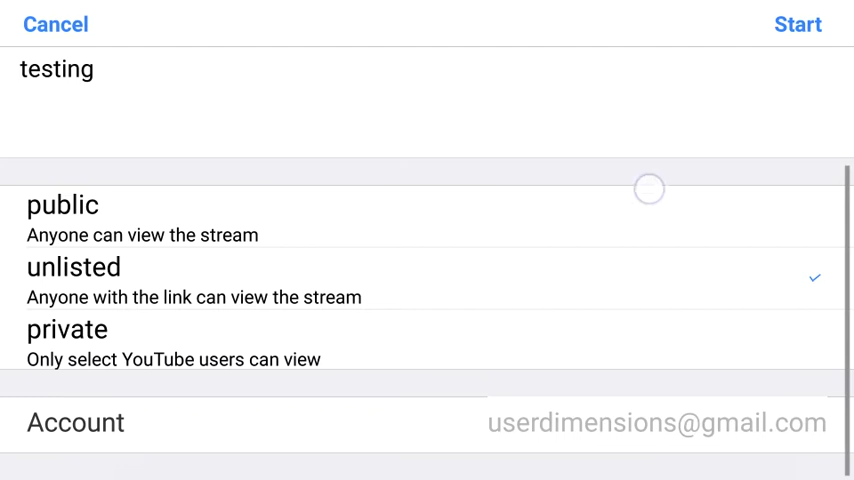 Cancel Start
testing
public
Anyone can view the stream
unlisted
Anyone with the link can view the stream
private
Only select YouTube users can view
Account userdimensions@gmail.com